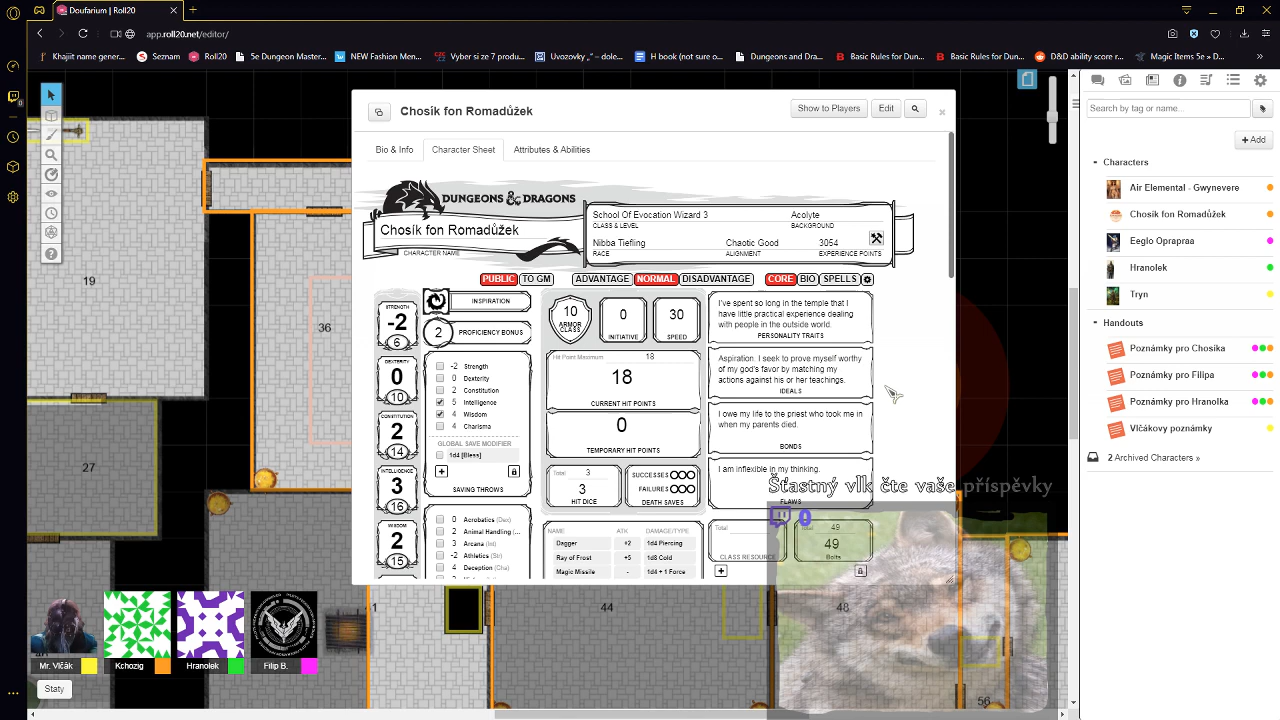 Doufarium | Roll20
app.roll20.net/editor/
Khajiit name gener...
Seznam
Roll20
5e Dungeon Master...
NEW Fashion Men...
Vyber si ze 7 produ...
Uvozovky „“ – dole...
H book (not sure o...
Dungeons and Dra...
Basic Rules for Dun...
Basic Rules for Dun...
D&D ability score r...
Magic Items 5e » A...
Chosík fon Romadůžek
Show to Players
Edit
Bio & Info
Character Sheet
Attributes & Abilities
DUNGEONS & DRAGONS
Chosík fon Romadůžek
CHARACTER NAME
School Of Evocation Wizard 3
Acolyte
CLASS & LEVEL
BACKGROUND
Nibba Tiefling
Chaotic Good
3054
RACE
ALIGNMENT
EXPERIENCE POINTS
PUBLIC
TO GM
ADVANTAGE
NORMAL
DISADVANTAGE
CORE
BIO
SPELLS
STRENGTH
-2
6
DEXTERITY
0
10
CONSTITUTION
2
14
INTELLIGENCE
3
16
WISDOM
2
15
INSPIRATION
2
PROFICIENCY BONUS
-2 Strength
0 Dexterity
2 Constitution
5 Intelligence
4 Wisdom
4 Charisma
GLOBAL SAVE MODIFIER
1d4 [Bless]
SAVING THROWS
0 Acrobatics (Dex)
2 Animal Handling (...
3 Arcana (Int)
-2 Athletics (Str)
4 Deception (Cha)
10
ARMOR CLASS
0
INITIATIVE
30
SPEED
Hit Point Maximum
18
18
CURRENT HIT POINTS
0
TEMPORARY HIT POINTS
Total
3
3
HIT DICE
SUCCESSES
FAILURES
DEATH SAVES
NAME
ATK
DAMAGE/TYPE
Dagger
+2
1d4 Piercing
Ray of Frost
+5
1d8 Cold
Magic Missile
-
1d4 + 1 Force
I've spent so long in the temple that I
have little practical experience dealing
with people in the outside world.
PERSONALITY TRAITS
Aspiration. I seek to prove myself worthy
of my god's favor by matching my
actions against his or her teachings.
IDEALS
I owe my life to the priest who took me in
when my parents died.
BONDS
I am inflexible in my thinking.
FLAWS
Total
CLASS RESOURCE
Total
49
49
Bolts
Šťastný vlk čte vaše příspěvky
0
19
36
27
1
44
48
56
Mr. Vlčák
Kchozig
Hranolek
Filip B.
Staty
Search by tag or name...
Add
Characters
Air Elemental - Gwynevere
Chosík fon Romadůžek
Eeglo Oprapraa
Hranolek
Tryn
Handouts
Poznámky pro Chosíka
Poznámky pro Filipa
Poznámky pro Hranolka
Vlčákovy poznámky
2 Archived Characters »